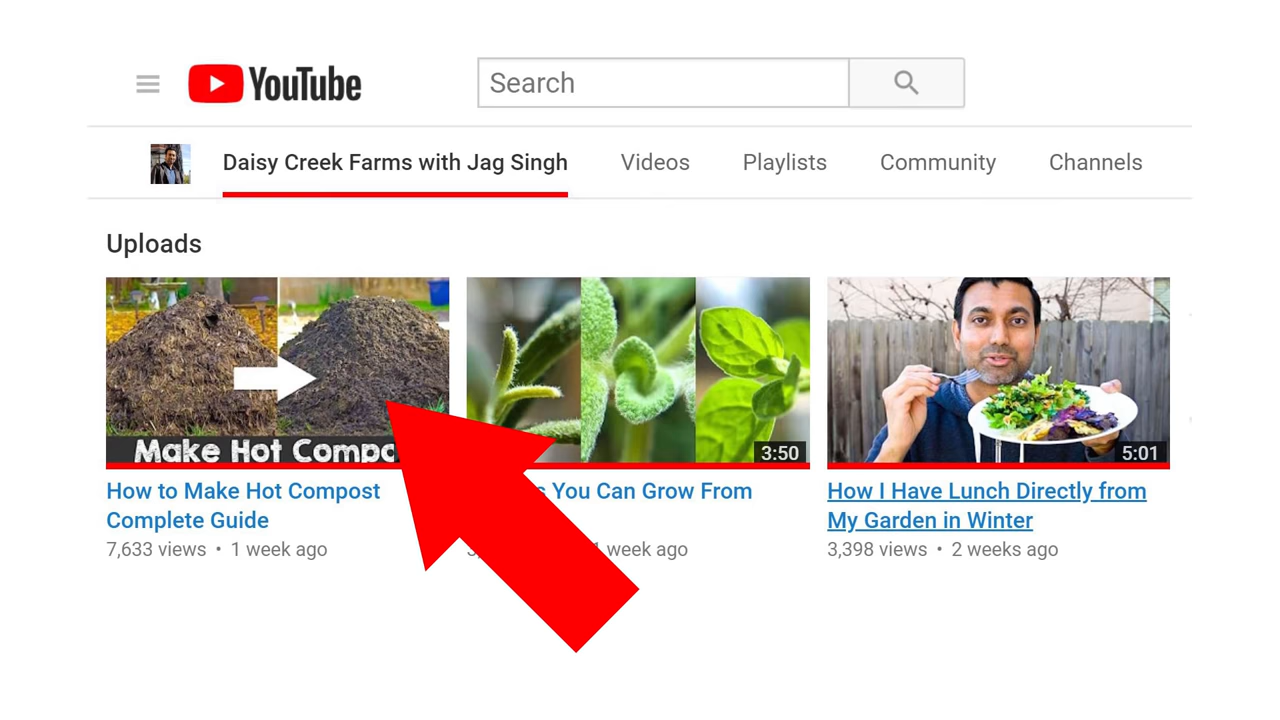 YouTube
Search
Daisy Creek Farms with Jag Singh
Videos
Playlists
Community
Channels
Uploads
Make Hot Compo
3:50
5:01
How to Make Hot Compost
Complete Guide
7,633 views • 1 week ago
You Can Grow From
week ago
How I Have Lunch Directly from
My Garden in Winter
3,398 views • 2 weeks ago